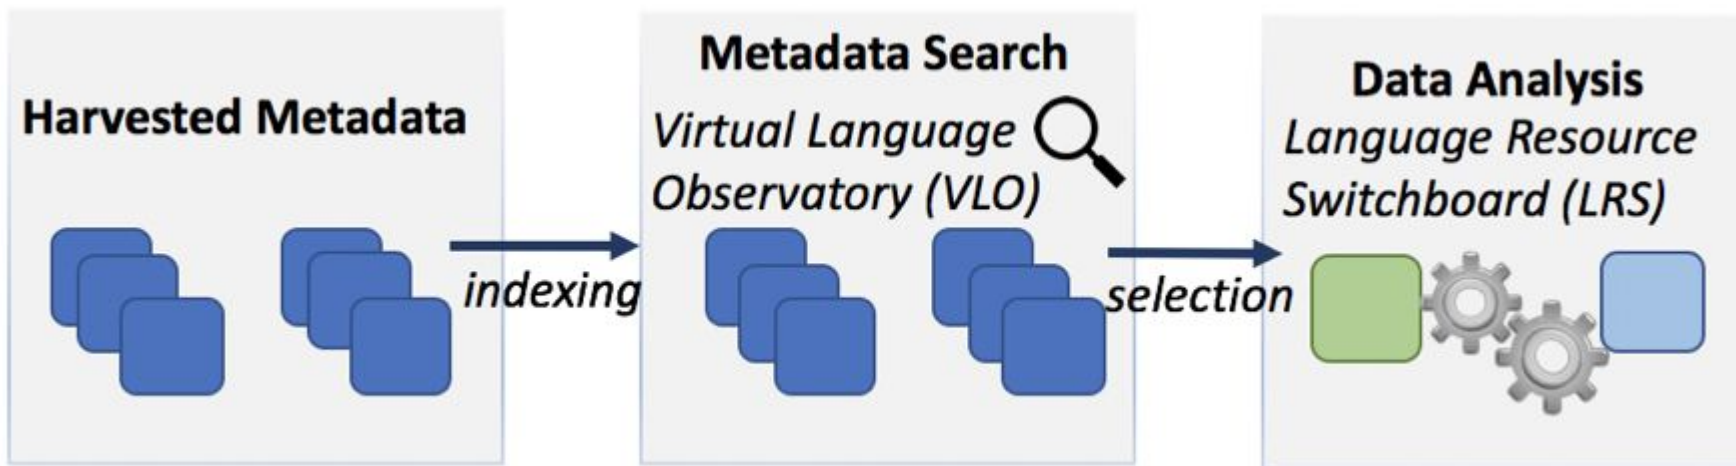 Harvested Metadata
indexing
Metadata Search
Virtual Language
Observatory (VLO)
selection
Data Analysis
Language Resource
Switchboard (LRS)